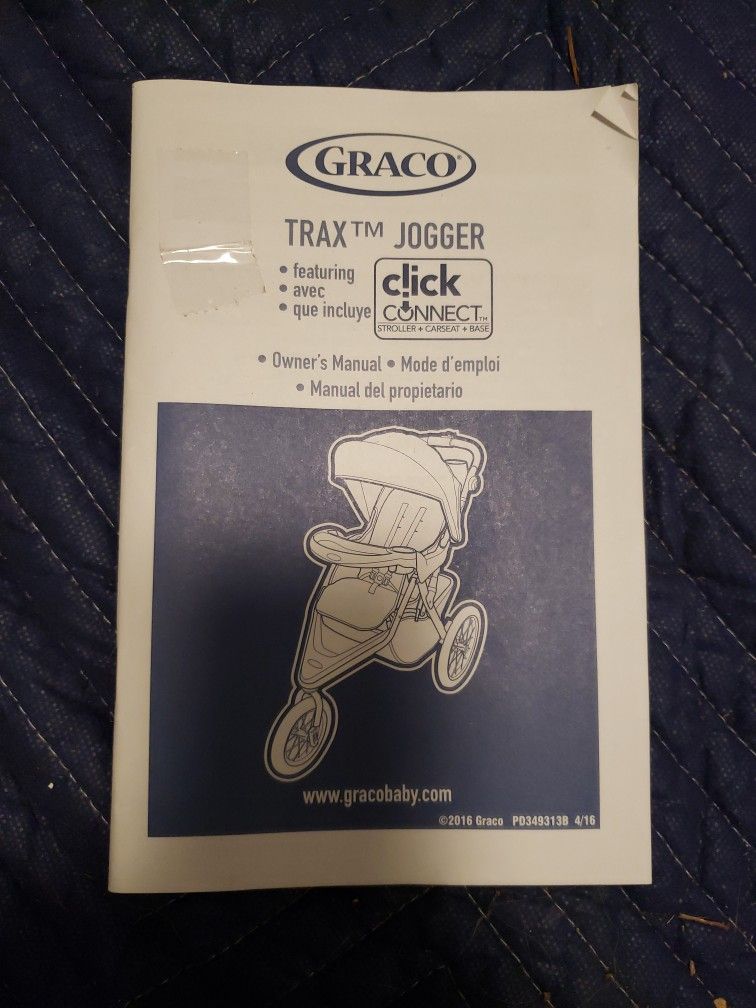 GRACO®
TRAX™ JOGGER
• featuring
• avec
• que incluye
click
CONNECT™
STROLLER + CARSEAT + BASE
• Owner's Manual • Mode d'emploi
• Manual del propietario
www.gracobaby.com
©2016 Graco PD349313B 4/16